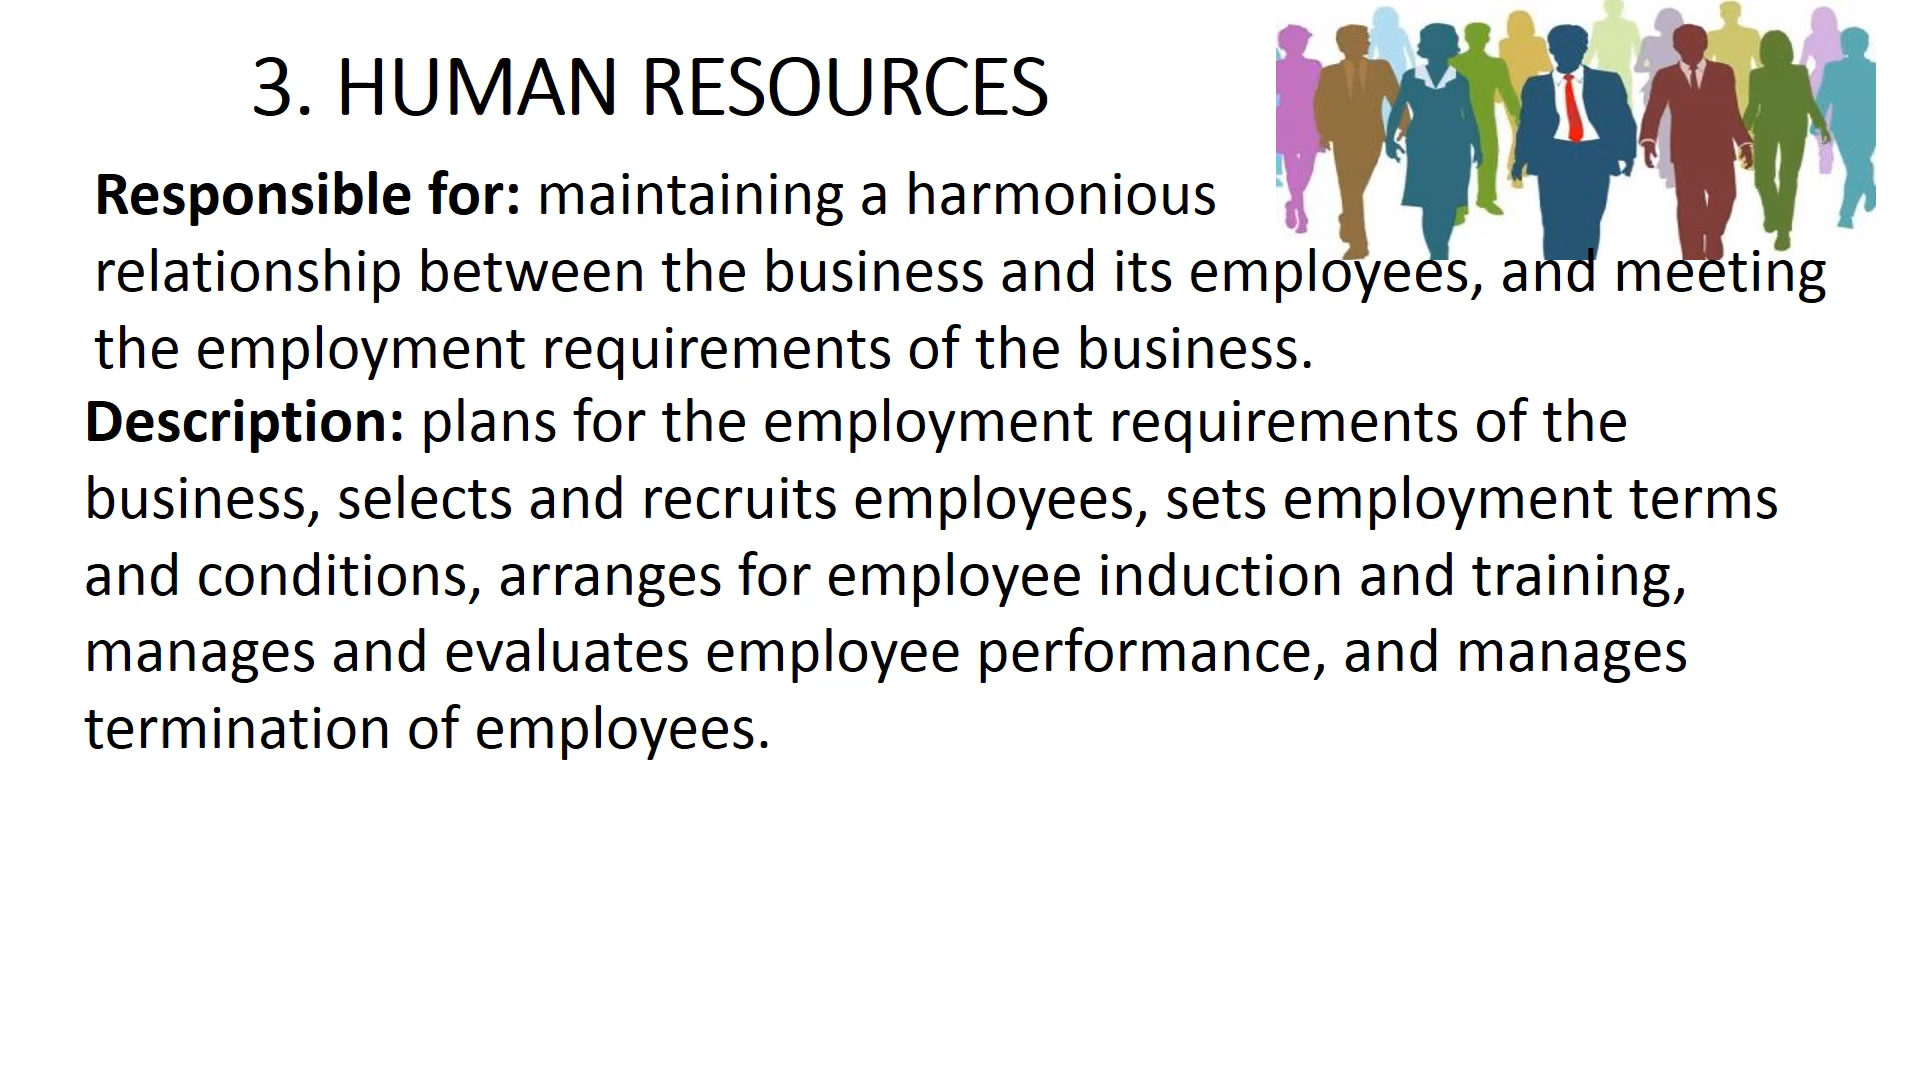 3. HUMAN RESOURCES
Responsible for: maintaining a harmonious
relationship between the business and its employees, and meeting
the employment requirements of the business.
Description: plans for the employment requirements of the
business, selects and recruits employees, sets employment terms
and conditions, arranges for employee induction and training,
manages and evaluates employee performance, and manages
termination of employees.